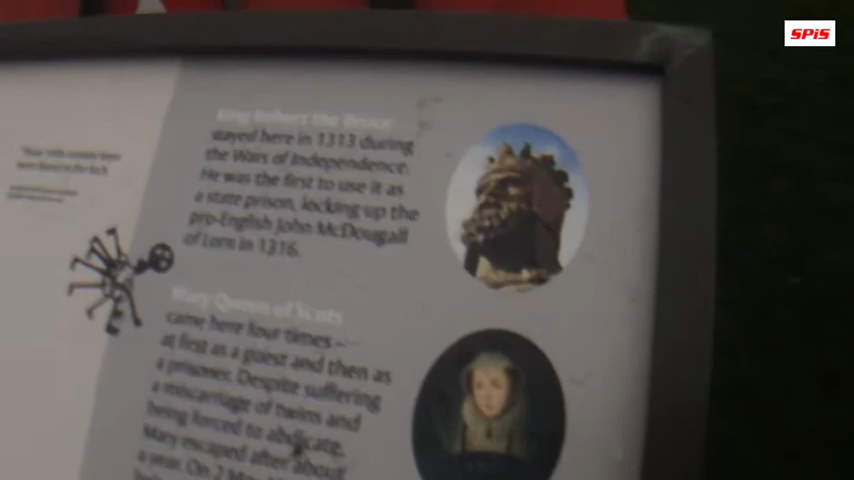 SPiS
King Robert the Bruce
stayed here in 1313 during
the Wars of Independence.
He was the first to use it as
a state prison, locking up the
pro-English John McDougall
of Lorn in 1316.
Mary Queen of Scots
came here four times –
at first as a guest and then as
a prisoner. Despite suffering
a miscarriage of twins and
being forced to abdicate,
Mary escaped after about
a year. On 2 May